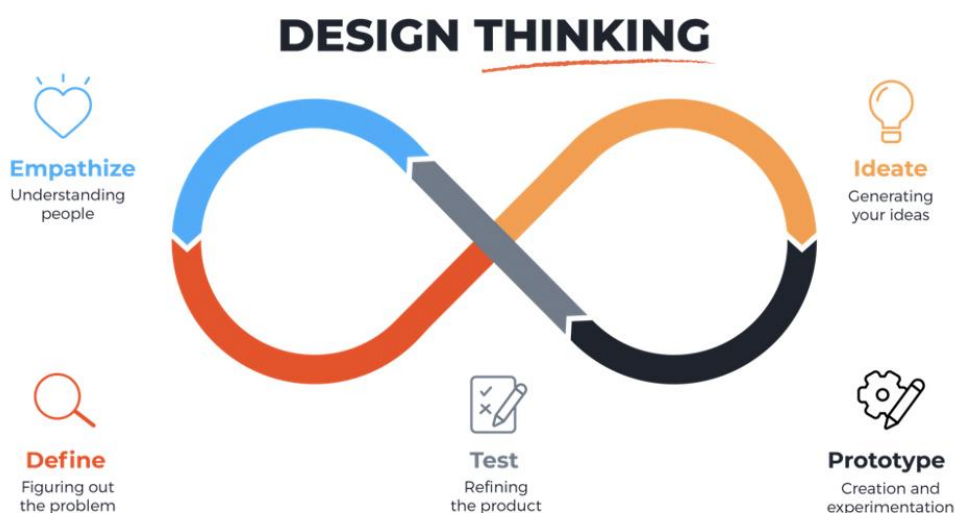 DESIGN THINKING
Empathize
Understanding
people
Ideate
Generating
your ideas
Define
Figuring out
the problem
Test
Refining
the product
Prototype
Creation and
experimentation